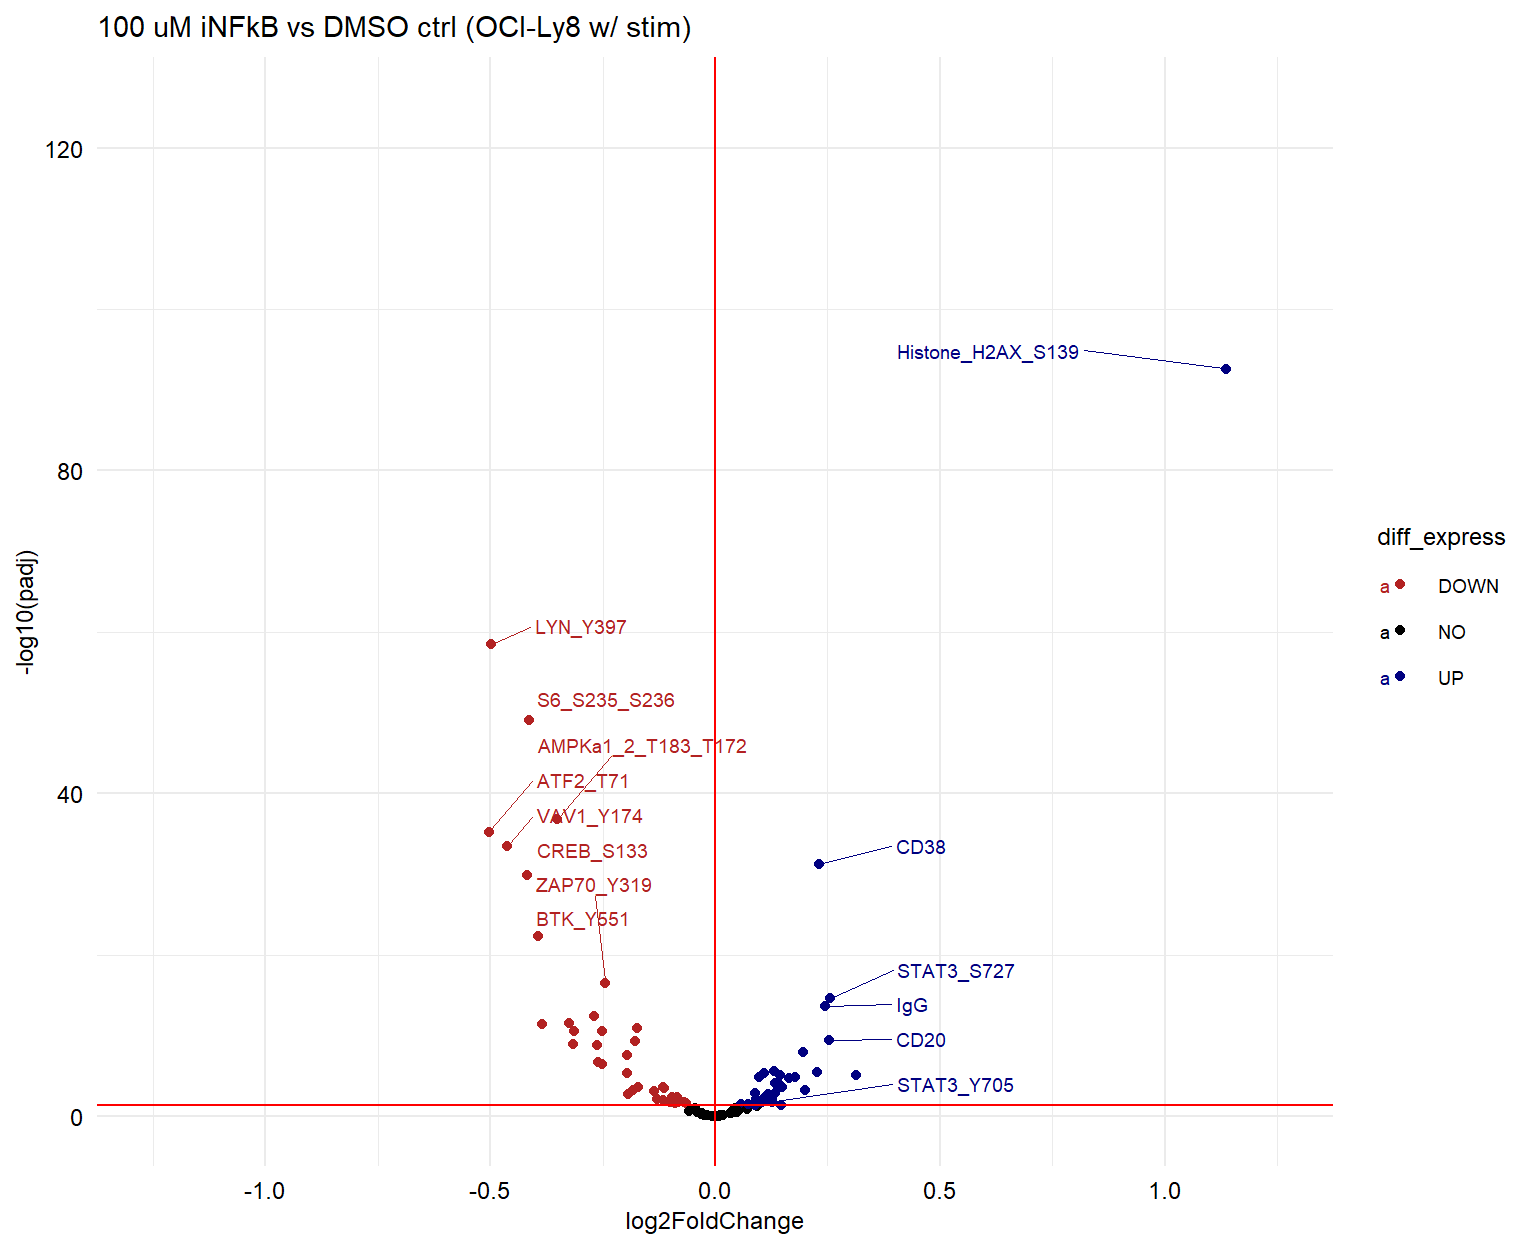 100 uM iNFkB vs DMSO ctrl (OCI-Ly8 w/ stim)
120
80
40
0
-log10(padj)
Histone_H2AX_S139
LYN_Y397
S6_S235_S236
AMPKa1_2_T183_T172
ATF2_T71
VAV1_Y174
CREB_S133
ZAP70_Y319
BTK_Y551
CD38
STAT3_S727
IgG
CD20
STAT3_Y705
-1.0
-0.5
0.0
0.5
1.0
log2FoldChange
diff_express
a DOWN
a NO
a UP